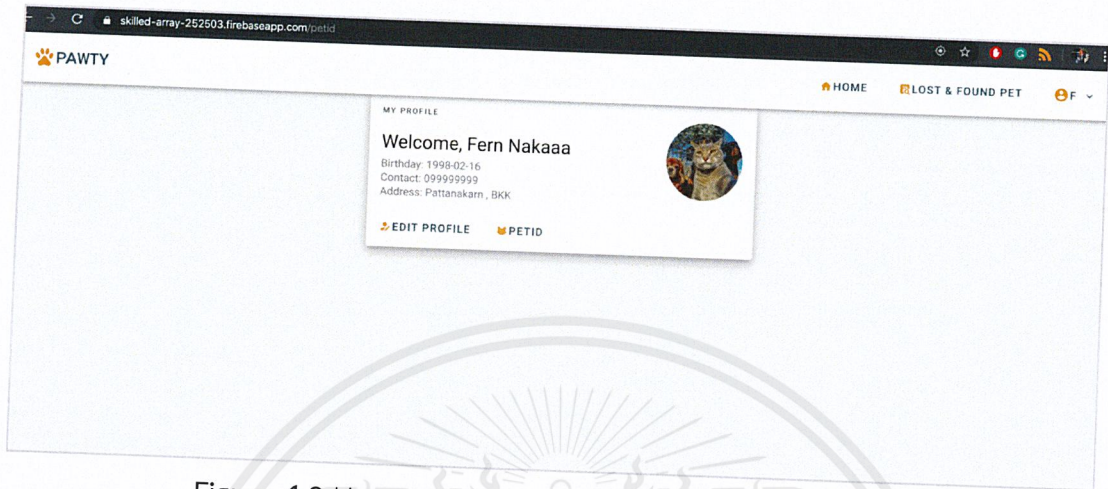 skilled-array-252503.firebaseapp.com/petid
PAWTY
HOME
LOST & FOUND PET
F
MY PROFILE
Welcome, Fern Nakaaa
Birthday: 1998-02-16
Contact: 099999999
Address: Pattanakarn , BKK
EDIT PROFILE
PETID